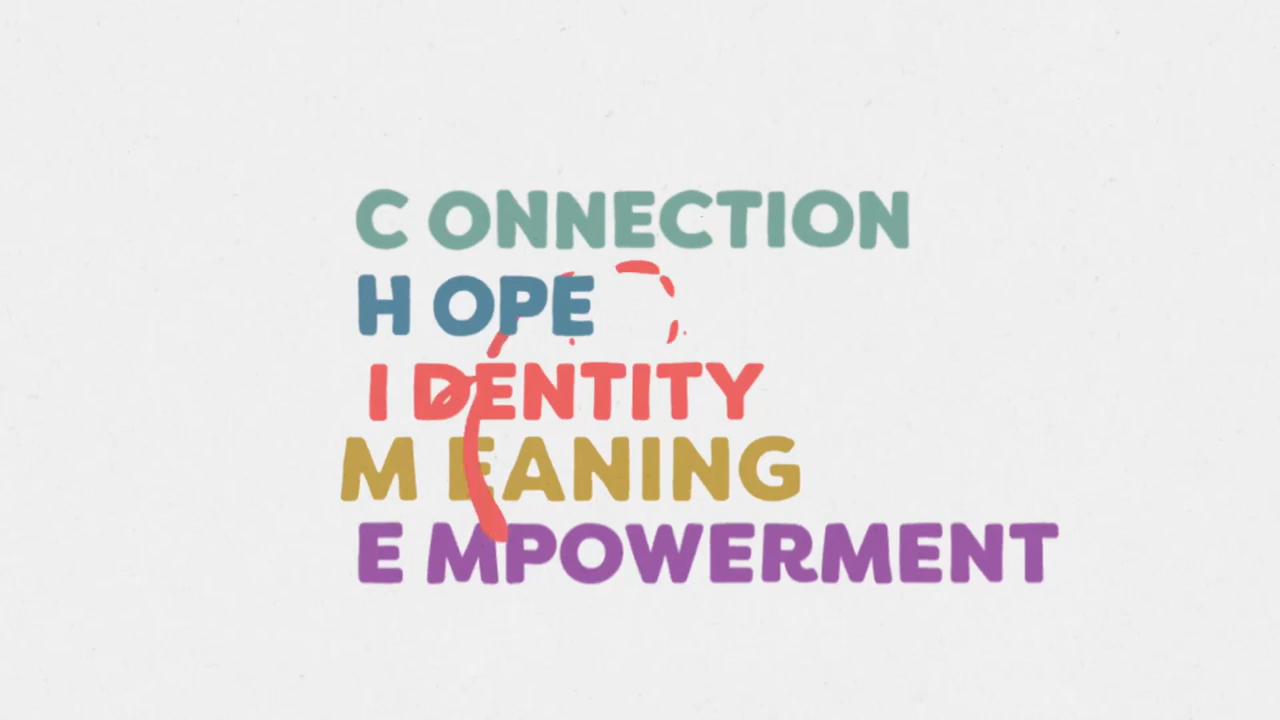 C ONNECTION
H OPE
I DENTITY
M EANING
E MPOWERMENT